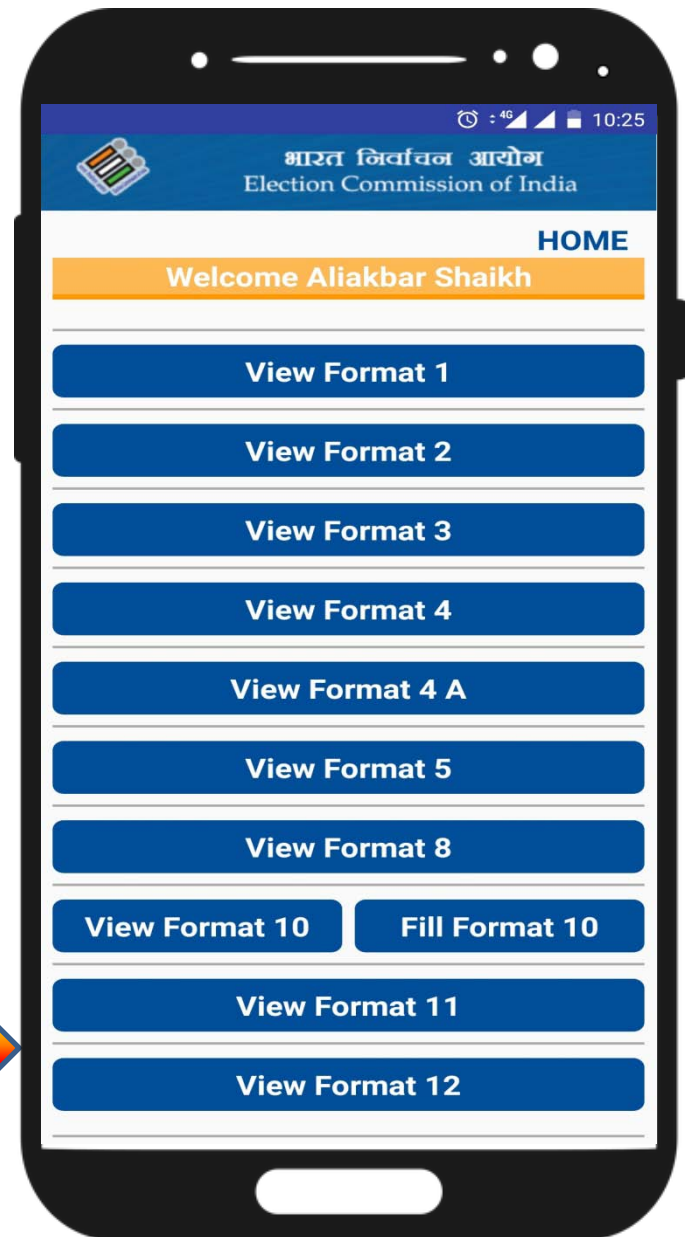 4G 10:25
भारत निर्वाचन आयोग
Election Commission of India
HOME
Welcome Aliakbar Shaikh
View Format 1
View Format 2
View Format 3
View Format 4
View Format 4 A
View Format 5
View Format 8
View Format 10 Fill Format 10
View Format 11
View Format 12